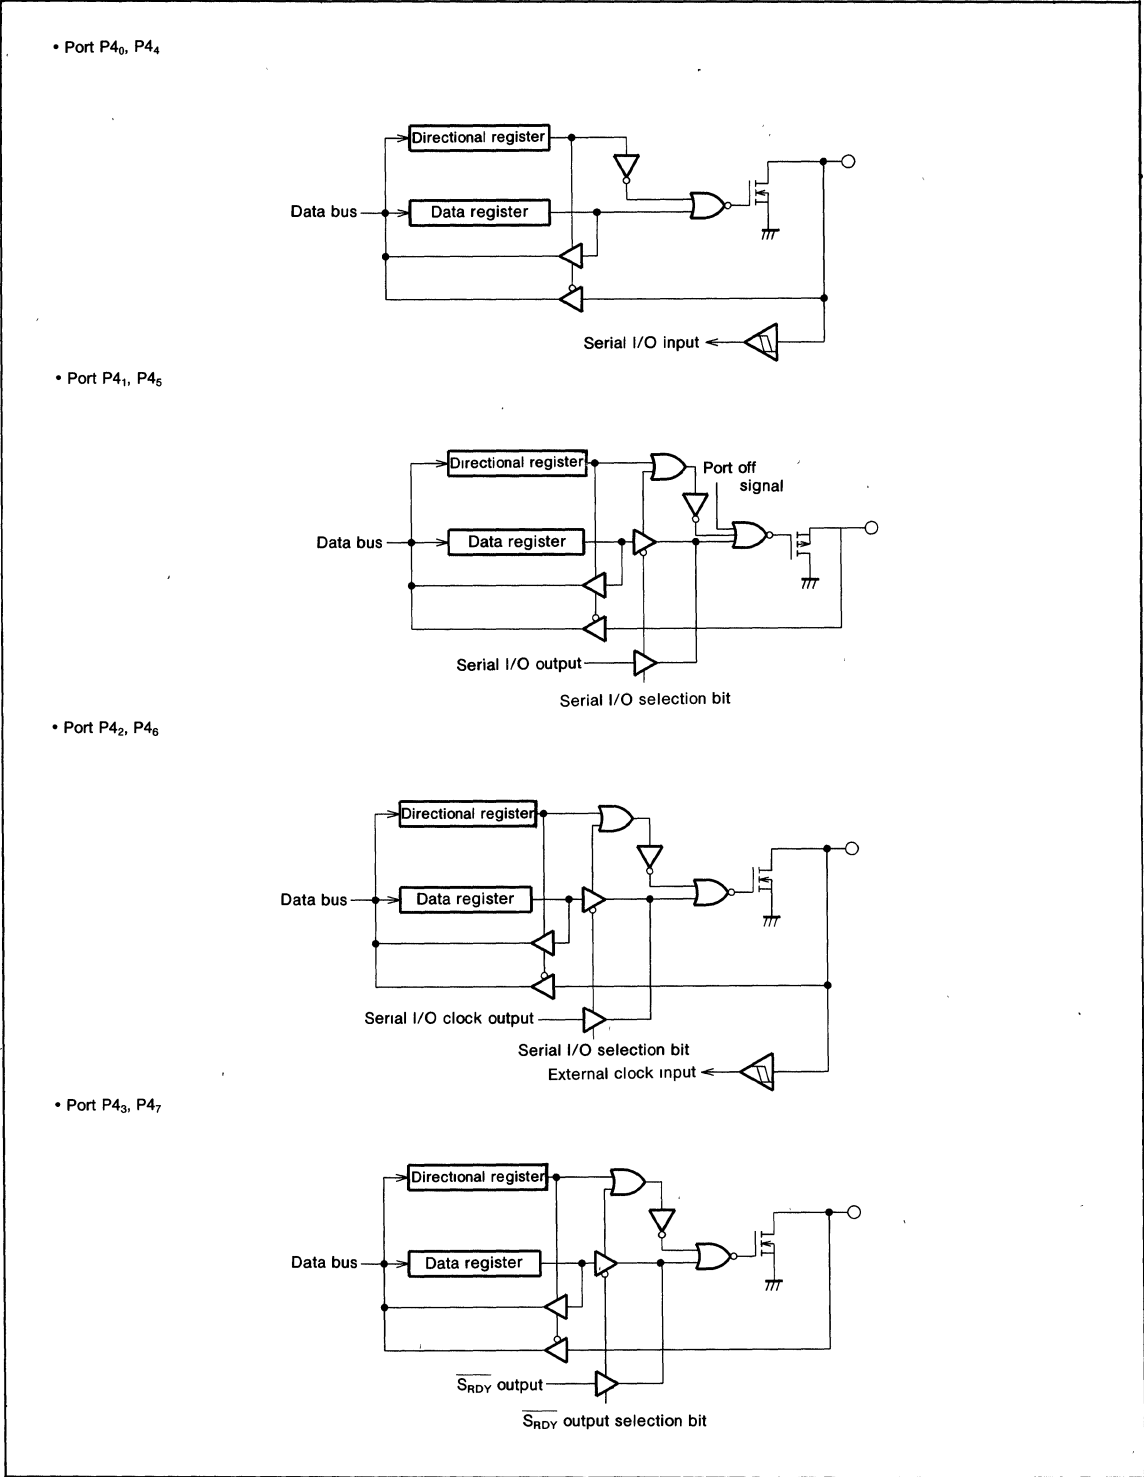 • Port P4₀, P4₄
Directional register
Data bus
Data register
Serial I/O input
• Port P4₁, P4₅
Directional register
Port off
signal
Data bus
Data register
Serial I/O output
Serial I/O selection bit
• Port P4₂, P4₆
Directional register
Data bus
Data register
Serial I/O clock output
Serial I/O selection bit
External clock input
• Port P4₃, P4₇
Directional register
Data bus
Data register
S̅R̅D̅Y̅ output
S̅R̅D̅Y̅ output selection bit